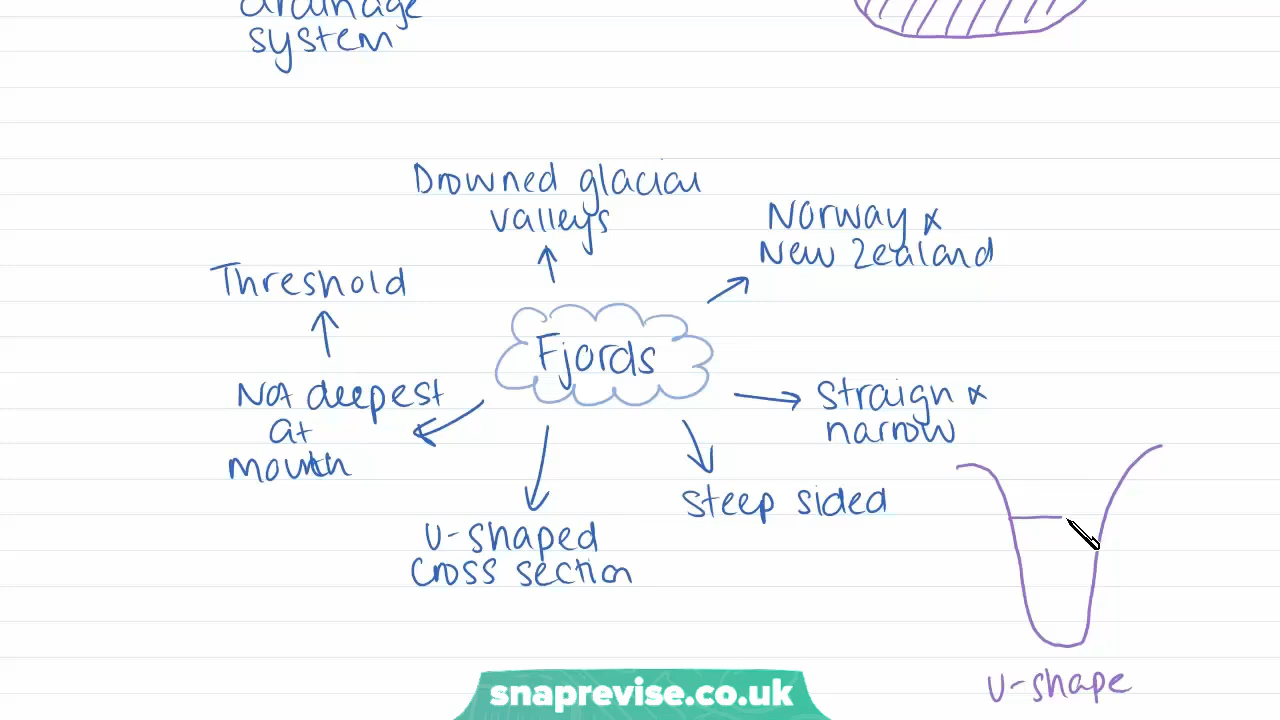 drainage
system
Drowned glacial
valleys
Norway &
New Zealand
Threshold
Fjords
Not deepest
at
mouth
Straign &
narrow
Steep sided
U-shaped
cross section
U-shape
snaprevise.co.uk